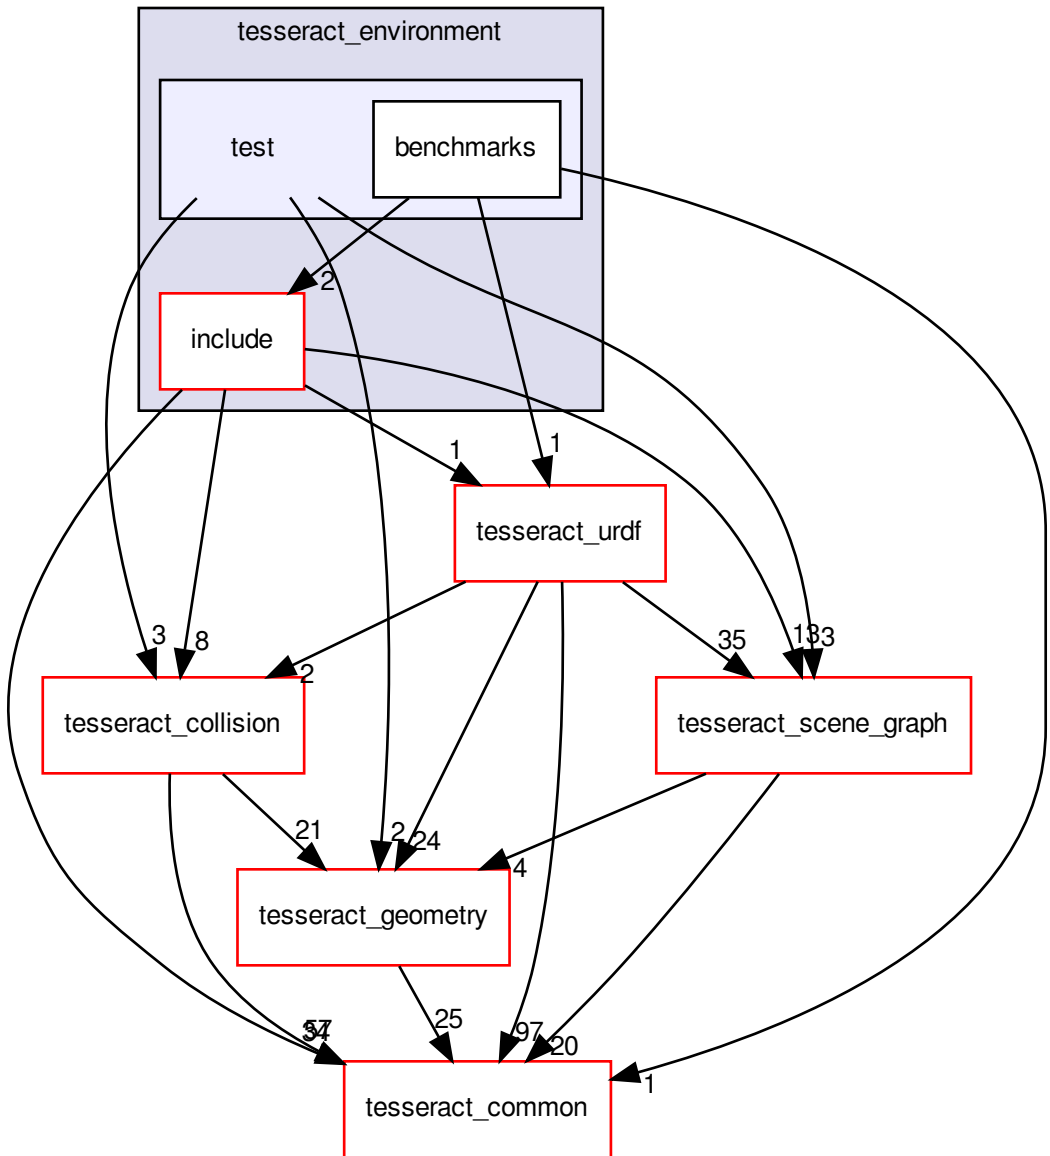 tesseract_environment
test
benchmarks
2
include
1
1
tesseract_urdf
3
8
2
35
13
3
tesseract_collision
tesseract_scene_graph
21
2
24
4
tesseract_geometry
25
97
20
1
tesseract_common